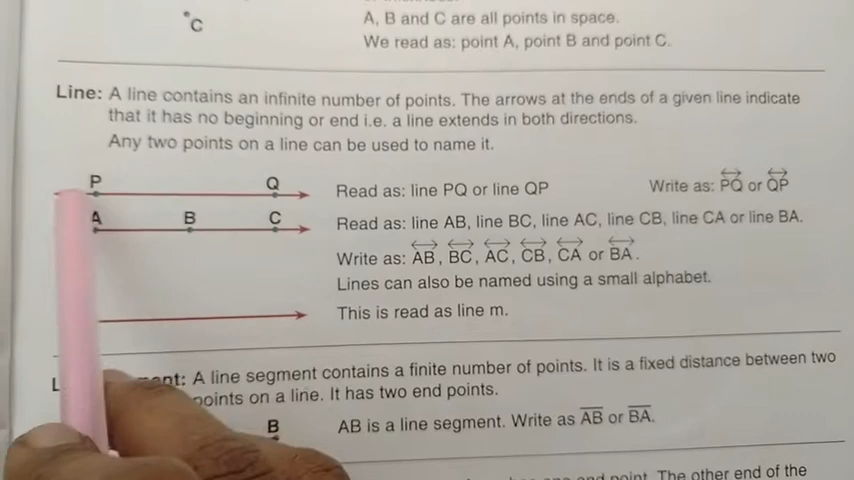 °C
A, B and C are all points in space.
We read as: point A, point B and point C.
Line: A line contains an infinite number of points. The arrows at the ends of a given line indicate
that it has no beginning or end i.e. a line extends in both directions.
Any two points on a line can be used to name it.
P Q Read as: line PQ or line QP Write as: PQ or QP
A B C Read as: line AB, line BC, line AC, line CB, line CA or line BA.
Write as: AB, BC, AC, CB, CA or BA.
Lines can also be named using a small alphabet.
This is read as line m.
A line segment contains a finite number of points. It is a fixed distance between two
points on a line. It has two end points.
B AB is a line segment. Write as AB or BA.
end point. The other end of the